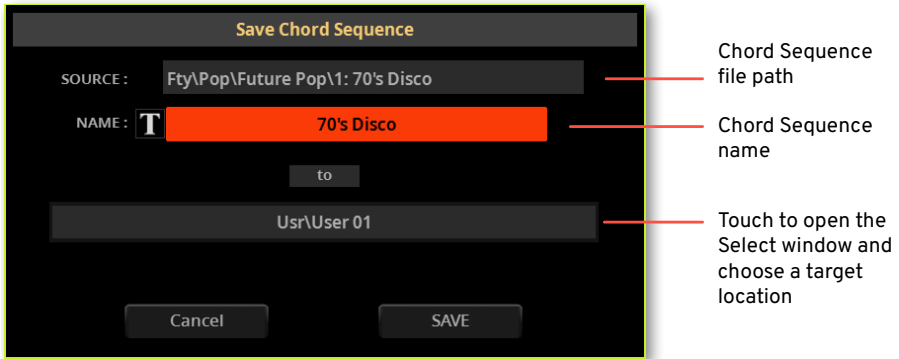 Save Chord Sequence
SOURCE : Fty\Pop\Future Pop\1: 70's Disco
NAME : T 70's Disco
to
Usr\User 01
Cancel SAVE
Chord Sequence
file path
Chord Sequence
name
Touch to open the
Select window and
choose a target
location